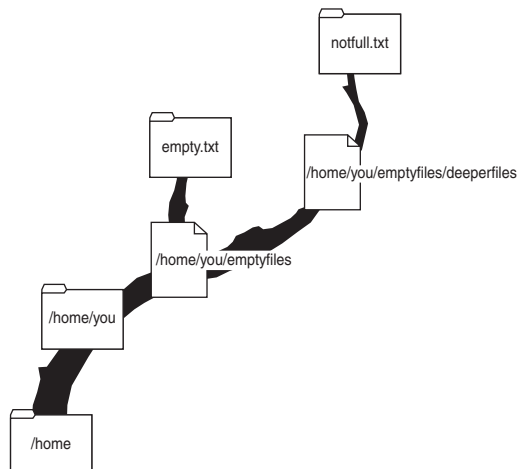 notfull.txt
empty.txt
/home/you/emptyfiles/deeperfiles
/home/you/emptyfiles
/home/you
/home